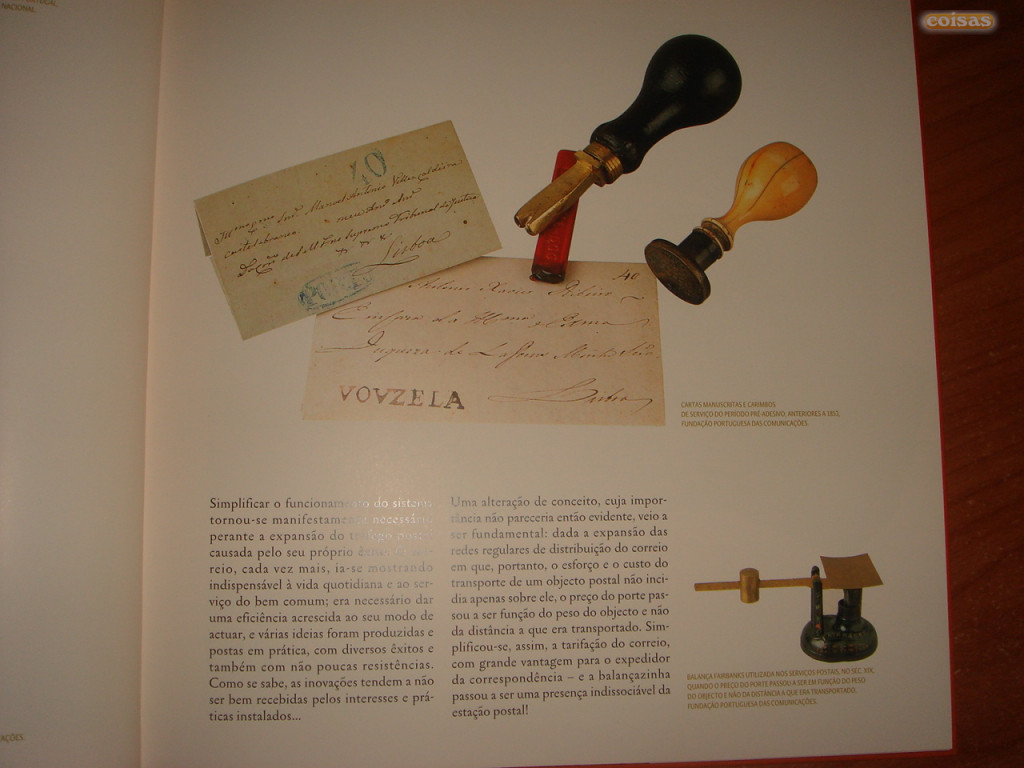 NACIONAL.
coisas
40
Lisboa
40
VOUZELA
CARTAS MANUSCRITAS E CARIMBOS
DE SERVIÇO DO PERÍODO PRÉ-ADESIVO, ANTERIORES A 1853,
FUNDAÇÃO PORTUGUESA DAS COMUNICAÇÕES.
Simplificar o funcionamento do sistema
tornou-se manifestamente necessário,
perante a expansão do tráfego postal
causada pelo seu próprio êxito.
reio, cada vez mais, ia-se mostrando
indispensável à vida quotidiana e ao ser-
viço do bem comum; era necessário dar
uma eficiência acrescida ao seu modo de
actuar, e várias ideias foram produzidas e
postas em prática, com diversos êxitos e
também com não poucas resistências.
Como se sabe, as inovações tendem a não
ser bem recebidas pelos interesses e prá-
ticas instalados...
Uma alteração de conceito, cuja impor-
tância não pareceria então evidente, veio a
ser fundamental: dada a expansão das
redes regulares de distribuição do correio
em que, portanto, o esforço e o custo do
transporte de um objecto postal não inci-
dia apenas sobre ele, o preço do porte pas-
sou a ser função do peso do objecto e não
da distância a que era transportado. Sim-
plificou-se, assim, a tarifação do correio,
com grande vantagem para o expedidor
da correspondência – e a balançazinha
passou a ser uma presença indissociável da
estação postal!
BALANÇA FAIRBANKS UTILIZADA NOS SERVIÇOS POSTAIS, NO SÉC. XIX,
QUANDO O PREÇO DO PORTE PASSOU A SER EM FUNÇÃO DO PESO
DO OBJECTO E NÃO DA DISTÂNCIA A QUE ERA TRANSPORTADO.
FUNDAÇÃO PORTUGUESA DAS COMUNICAÇÕES.